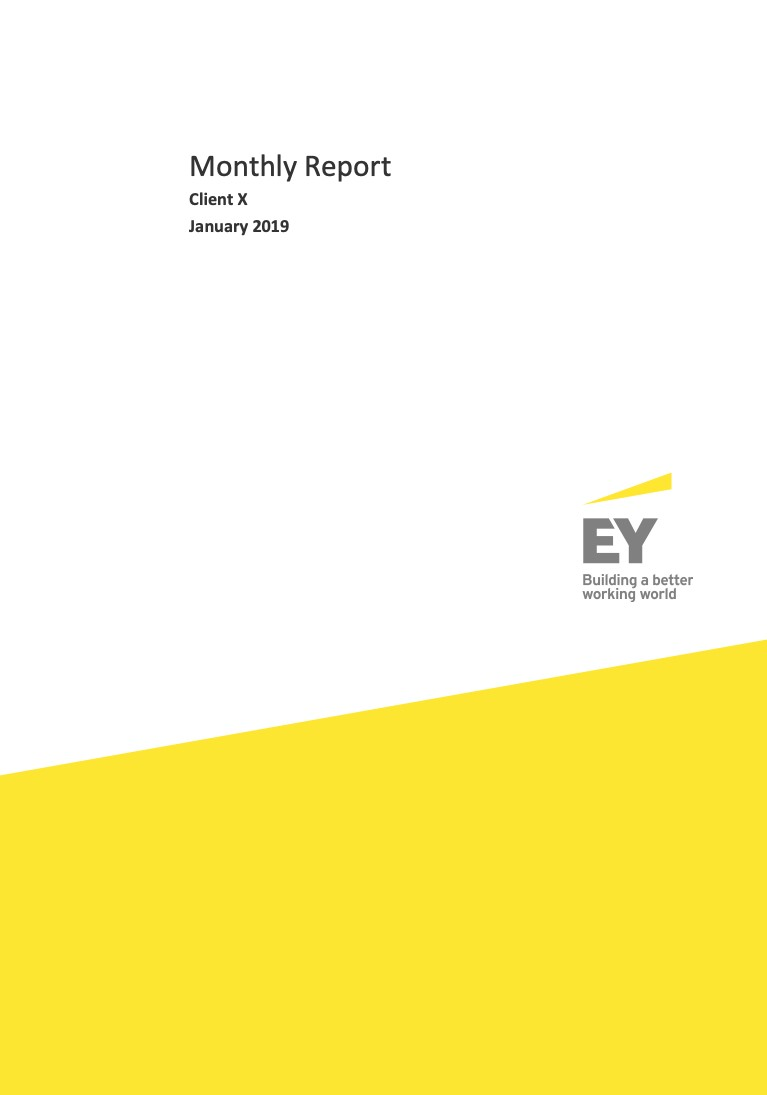 Monthly Report
Client X
January 2019
EY
Building a better
working world